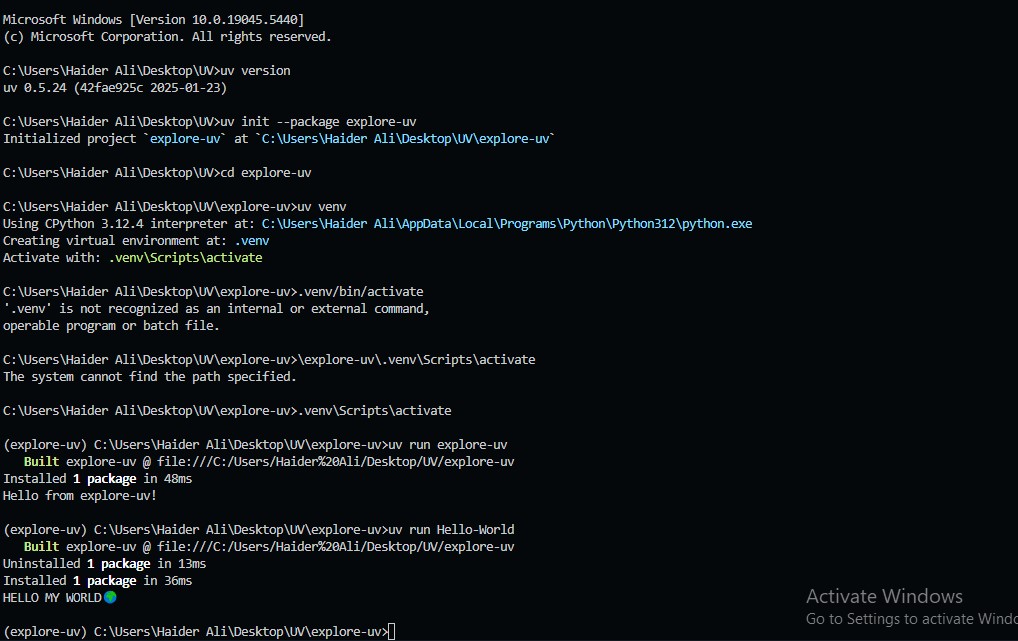 Microsoft Windows [Version 10.0.19045.5440]
(c) Microsoft Corporation. All rights reserved.
C:\Users\Haider Ali\Desktop\UV>uv version
uv 0.5.24 (42fae925c 2025-01-23)
C:\Users\Haider Ali\Desktop\UV>uv init --package explore-uv
Initialized project `explore-uv` at `C:\Users\Haider Ali\Desktop\UV\explore-uv`
C:\Users\Haider Ali\Desktop\UV>cd explore-uv
C:\Users\Haider Ali\Desktop\UV\explore-uv>uv venv
Using CPython 3.12.4 interpreter at: C:\Users\Haider Ali\AppData\Local\Programs\Python\Python312\python.exe
Creating virtual environment at: .venv
Activate with: .venv\Scripts\activate
C:\Users\Haider Ali\Desktop\UV\explore-uv>.venv/bin/activate
'.venv' is not recognized as an internal or external command,
operable program or batch file.
C:\Users\Haider Ali\Desktop\UV\explore-uv>\explore-uv\.venv\Scripts\activate
The system cannot find the path specified.
C:\Users\Haider Ali\Desktop\UV\explore-uv>.venv\Scripts\activate
(explore-uv) C:\Users\Haider Ali\Desktop\UV\explore-uv>uv run explore-uv
Built explore-uv @ file:///C:/Users/Haider%20Ali/Desktop/UV/explore-uv
Installed 1 package in 48ms
Hello from explore-uv!
(explore-uv) C:\Users\Haider Ali\Desktop\UV\explore-uv>uv run Hello-World
Built explore-uv @ file:///C:/Users/Haider%20Ali/Desktop/UV/explore-uv
Uninstalled 1 package in 13ms
Installed 1 package in 36ms
HELLO MY WORLD🌍
(explore-uv) C:\Users\Haider Ali\Desktop\UV\explore-uv>
Activate Windows
Go to Settings to activate Windo